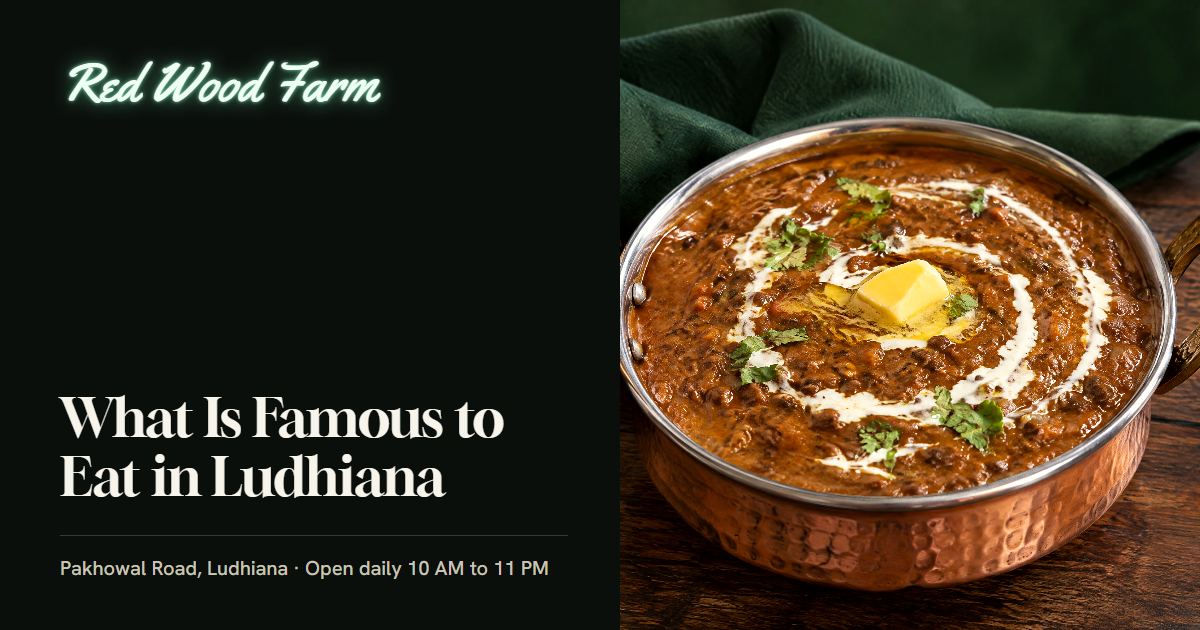 Red Wood Farm
What Is Famous to
Eat in Ludhiana
Pakhowal Road, Ludhiana · Open daily 10 AM to 11 PM